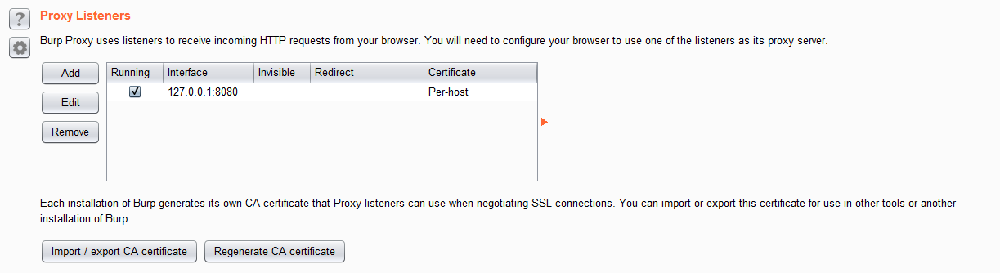 ?
Proxy Listeners
Burp Proxy uses listeners to receive incoming HTTP requests from your browser. You will need to configure your browser to use one of the listeners as its proxy server.
Add
Running Interface Invisible Redirect Certificate
127.0.0.1:8080 Per-host
Edit
Remove
Each installation of Burp generates its own CA certificate that Proxy listeners can use when negotiating SSL connections. You can import or export this certificate for use in other tools or another
installation of Burp.
Import / export CA certificate Regenerate CA certificate